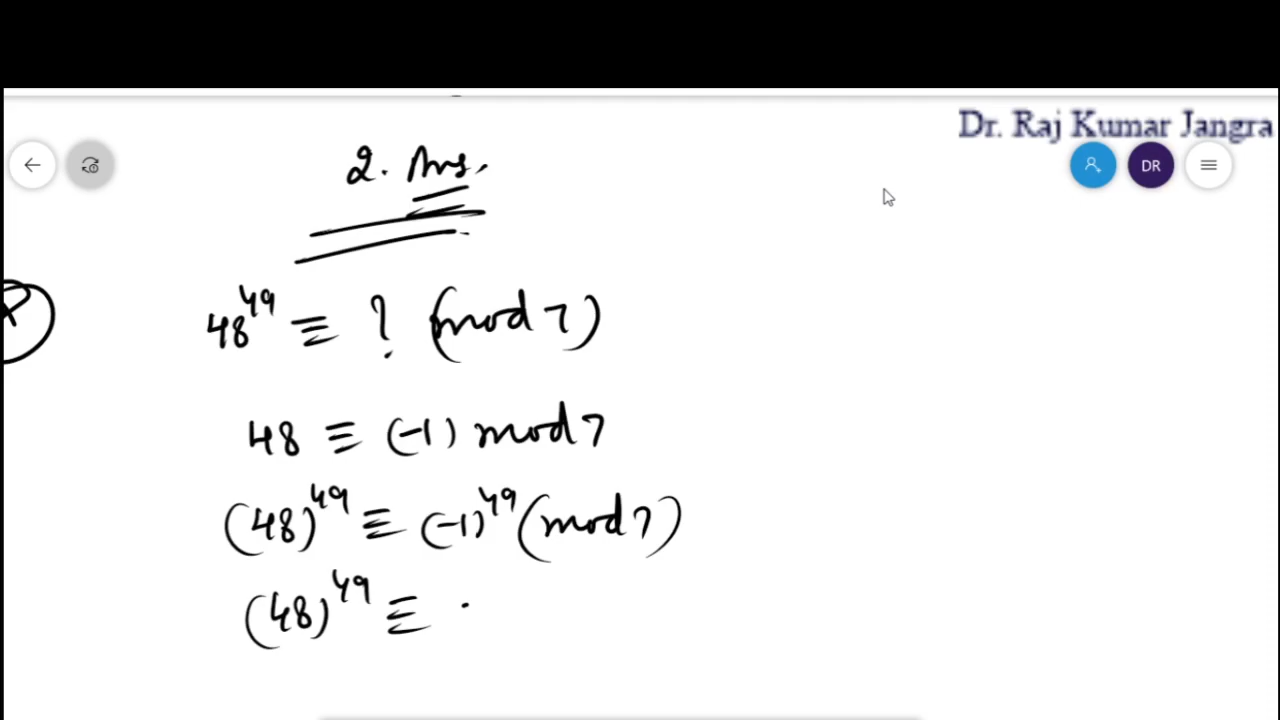 Dr. Raj Kumar Jangra
DR
2. Ans.
48^49 ≡ ? (mod 7)
48 ≡ (-1) mod 7
(48)^49 ≡ (-1)^49 (mod 7)
(48)^49 ≡